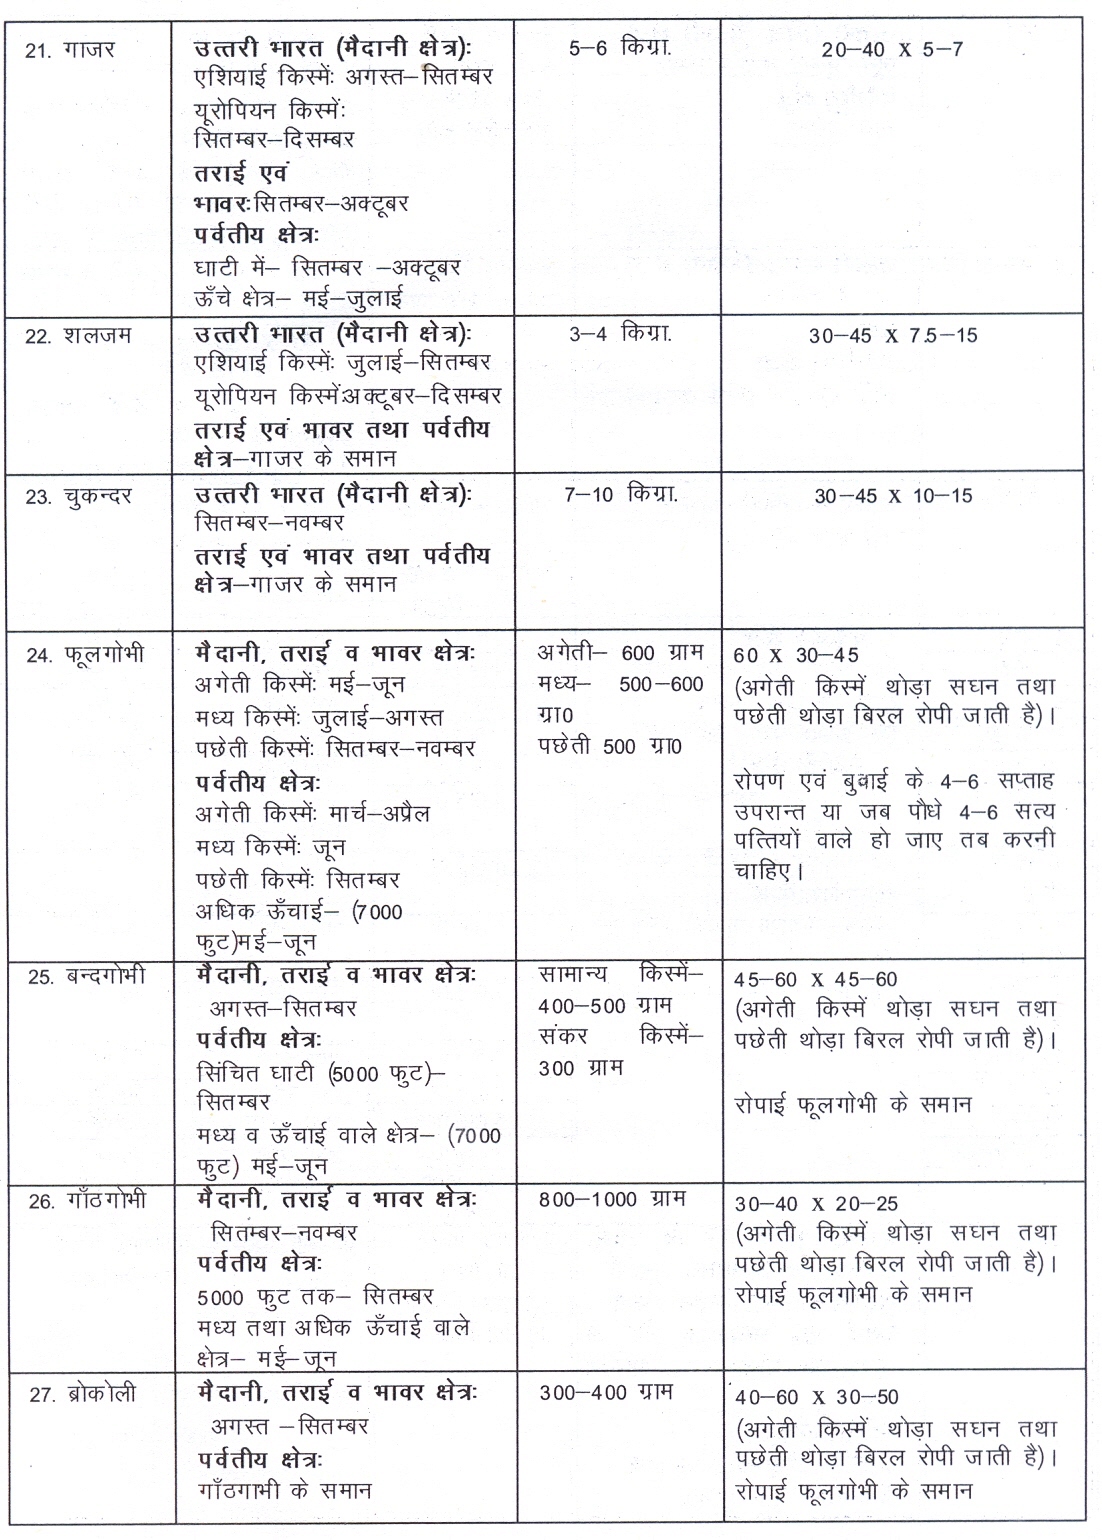 21. गाजर
उत्तरी भारत (मैदानी क्षेत्र):
एशियाई किस्में: अगस्त–सितम्बर
यूरोपियन किस्में:
सितम्बर–दिसम्बर
तराई एवं
भावर:सितम्बर–अक्टूबर
पर्वतीय क्षेत्र:
घाटी में– सितम्बर –अक्टूबर
ऊँचे क्षेत्र– मई–जुलाई
5–6 किग्रा.
20–40 X 5–7
22. शलजम
उत्तरी भारत (मैदानी क्षेत्र):
एशियाई किस्में: जुलाई–सितम्बर
यूरोपियन किस्में:अक्टूबर–दिसम्बर
तराई एवं भावर तथा पर्वतीय
क्षेत्र–गाजर के समान
3–4 किग्रा.
30–45 X 7.5–15
23. चुकन्दर
उत्तरी भारत (मैदानी क्षेत्र):
सितम्बर–नवम्बर
तराई एवं भावर तथा पर्वतीय
क्षेत्र–गाजर के समान
7–10 किग्रा.
30–45 X 10–15
24. फूलगोभी
मैदानी, तराई व भावर क्षेत्र:
अगेती किस्में: मई–जून
मध्य किस्में: जुलाई–अगस्त
पछेती किस्में: सितम्बर–नवम्बर
पर्वतीय क्षेत्र:
अगेती किस्में: मार्च–अप्रैल
मध्य किस्में: जून
पछेती किस्में: सितम्बर
अधिक ऊँचाई– (7000
फुट)मई–जून
अगेती– 600 ग्राम
मध्य– 500–600
ग्रा0
पछेती 500 ग्रा0
60 X 30–45
(अगेती किस्में थोड़ा सघन तथा
पछेती थोड़ा बिरल रोपी जाती है)।
रोपण एवं बुवाई के 4–6 सप्ताह
उपरान्त या जब पौधे 4–6 सत्य
पत्तियों वाले हो जाए तब करनी
चाहिए।
25. बन्दगोभी
मैदानी, तराई व भावर क्षेत्र:
अगस्त–सितम्बर
पर्वतीय क्षेत्र:
सिंचित घाटी (5000 फुट)–
सितम्बर
मध्य व ऊँचाई वाले क्षेत्र– (7000
फुट) मई–जून
सामान्य किस्में–
400–500 ग्राम
संकर किस्में–
300 ग्राम
45–60 X 45–60
(अगेती किस्में थोड़ा सघन तथा
पछेती थोड़ा बिरल रोपी जाती है)।
रोपाई फूलगोभी के समान
26. गाँठगोभी
मैदानी, तराई व भावर क्षेत्र:
सितम्बर–नवम्बर
पर्वतीय क्षेत्र:
5000 फुट तक– सितम्बर
मध्य तथा अधिक ऊँचाई वाले
क्षेत्र– मई–जून
800–1000 ग्राम
30–40 X 20–25
(अगेती किस्में थोड़ा सघन तथा
पछेती थोड़ा बिरल रोपी जाती है)।
रोपाई फूलगोभी के समान
27. ब्रोकोली
मैदानी, तराई व भावर क्षेत्र:
अगस्त –सितम्बर
पर्वतीय क्षेत्र:
गाँठगाभी के समान
300–400 ग्राम
40–60 X 30–50
(अगेती किस्में थोड़ा सघन तथा
पछेती थोड़ा बिरल रोपी जाती है)।
रोपाई फूलगोभी के समान